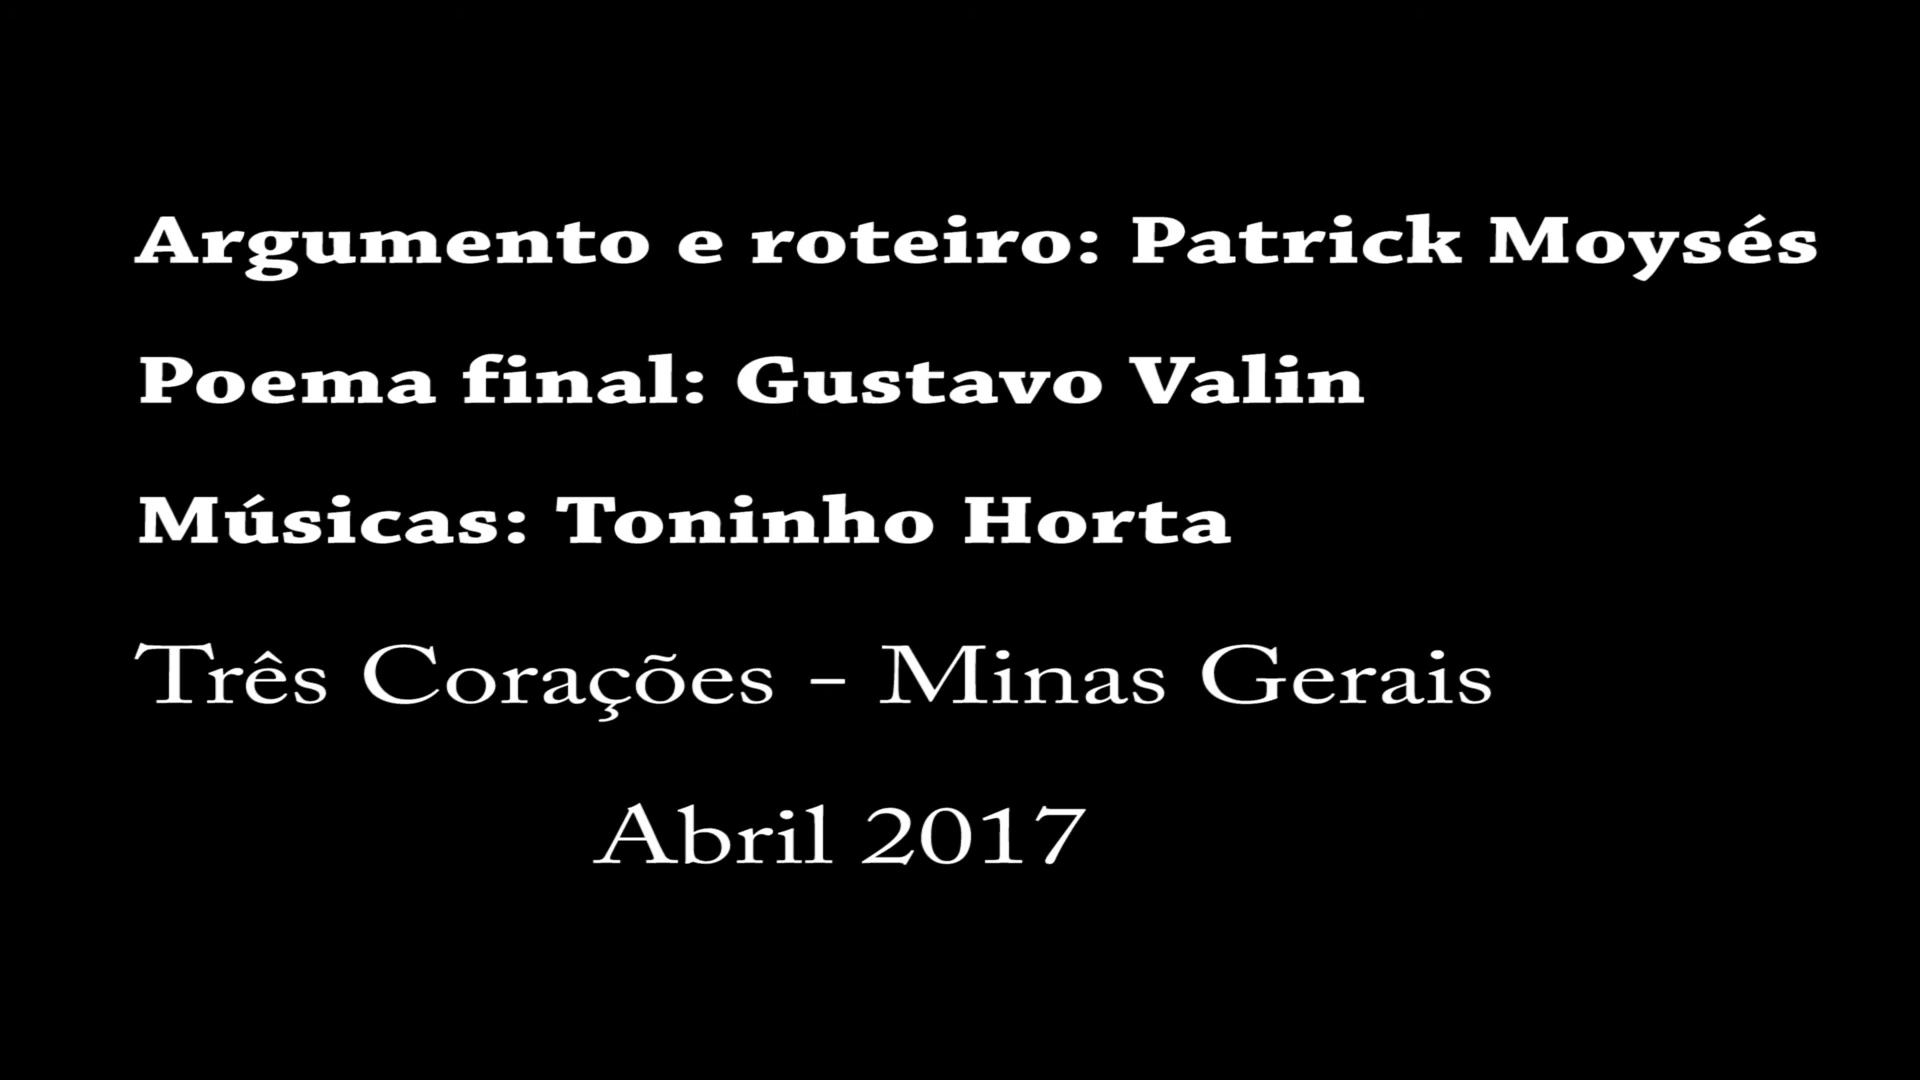 Argumento e roteiro: Patrick Moysés
Poema final: Gustavo Valin
Músicas: Toninho Horta
Três Corações - Minas Gerais
Abril 2017